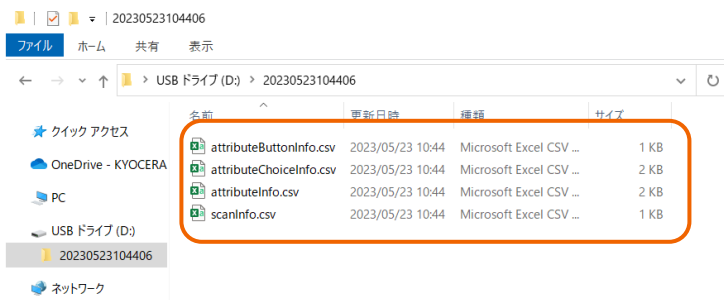 20230523104406
ファイル ホーム 共有 表示
USB ドライブ (D:) 20230523104406
名前 更新日時 種類 サイズ
クイック アクセス
OneDrive - KYOCERA
PC
USB ドライブ (D:)
20230523104406
ネットワーク
attributeButtonInfo.csv 2023/05/23 10:44 Microsoft Excel CSV ... 1 KB
attributeChoiceInfo.csv 2023/05/23 10:44 Microsoft Excel CSV ... 2 KB
attributeInfo.csv 2023/05/23 10:44 Microsoft Excel CSV ... 2 KB
scanInfo.csv 2023/05/23 10:44 Microsoft Excel CSV ... 1 KB